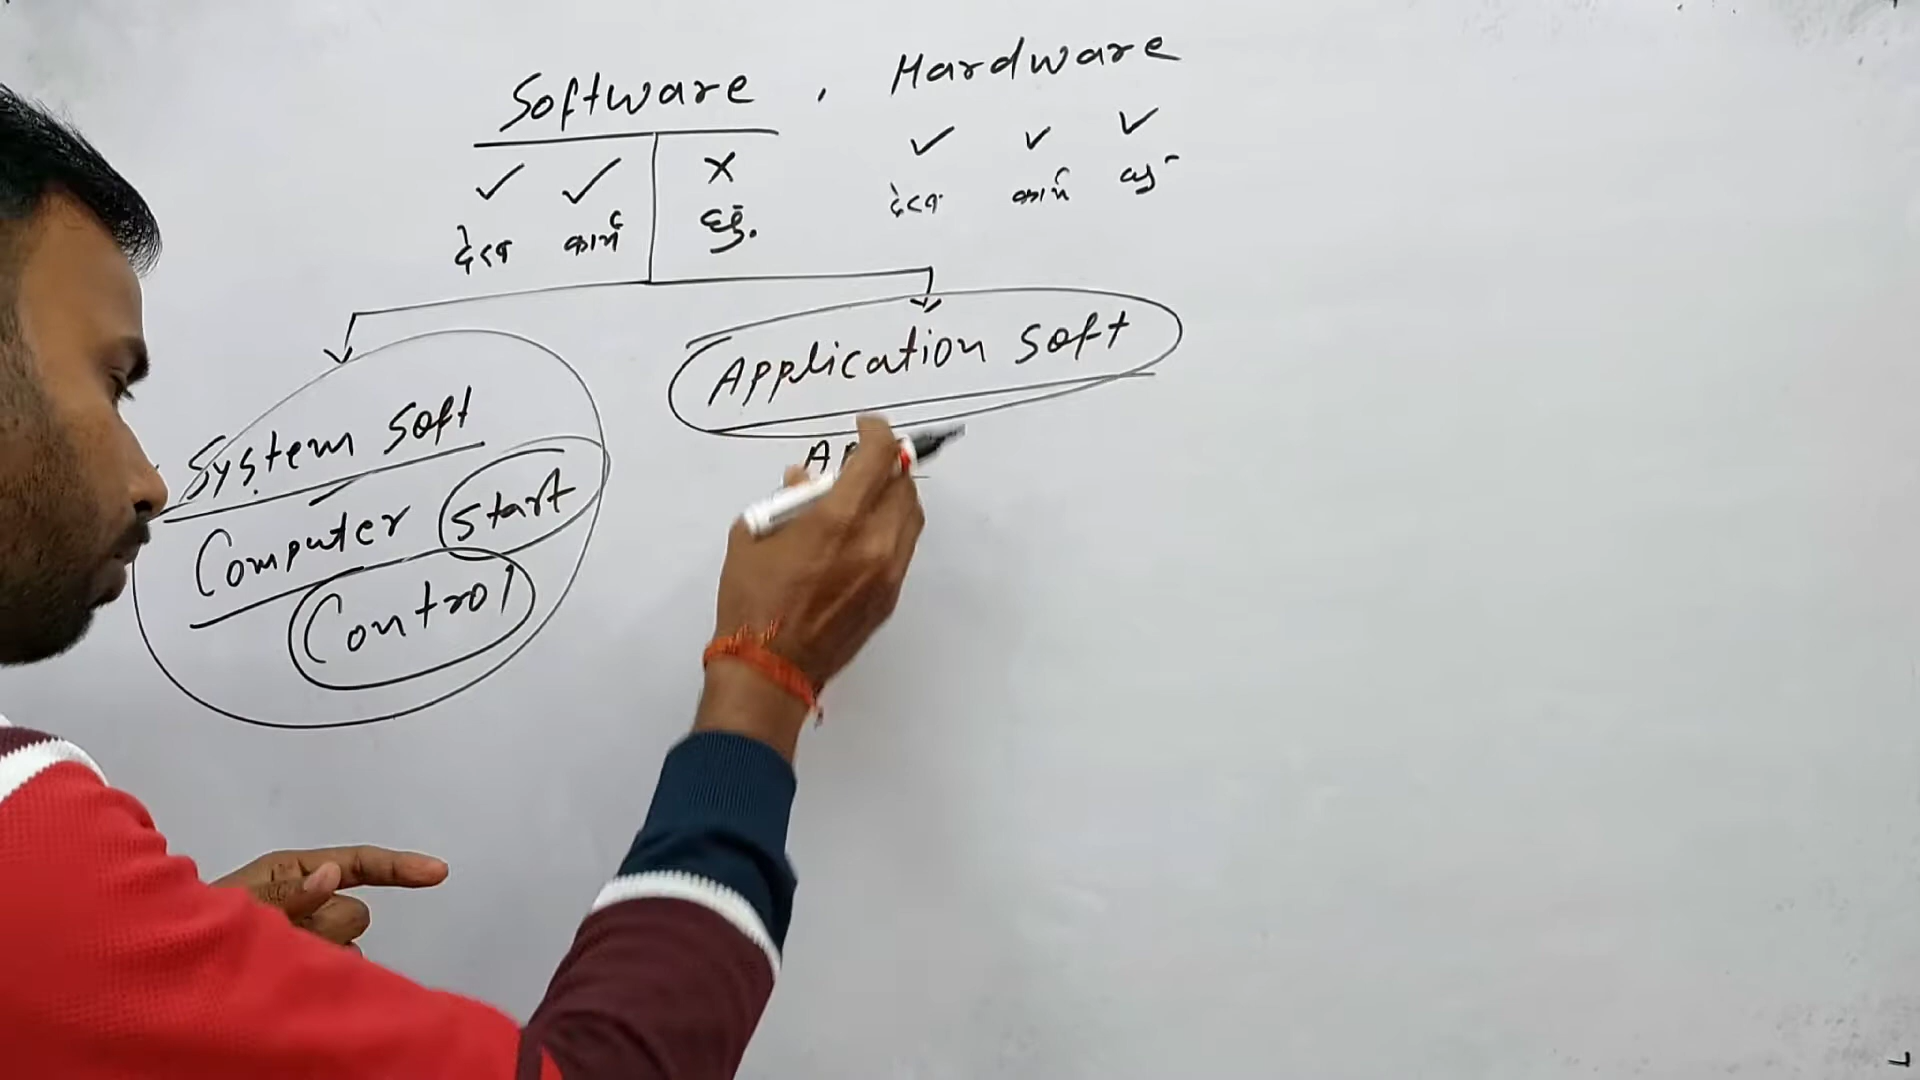 Software , Hardware
देख कार्य छू.
देख कार्य छू
Application Soft
System Soft
Computer Start
Control